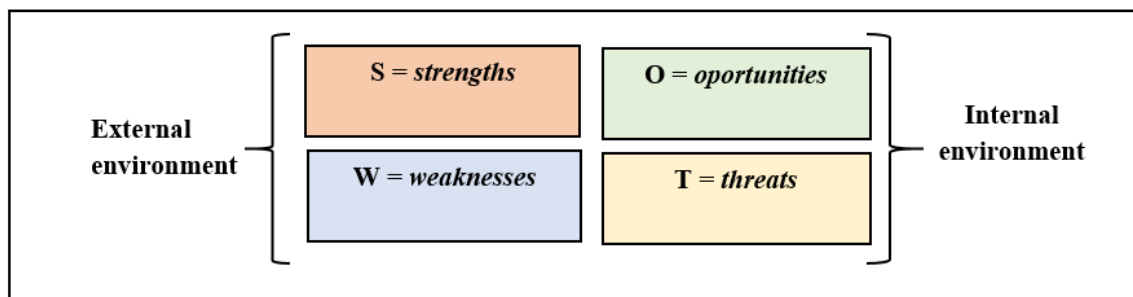 External
environment
S = strengths
W = weaknesses
O = oportunities
T = threats
Internal
environment